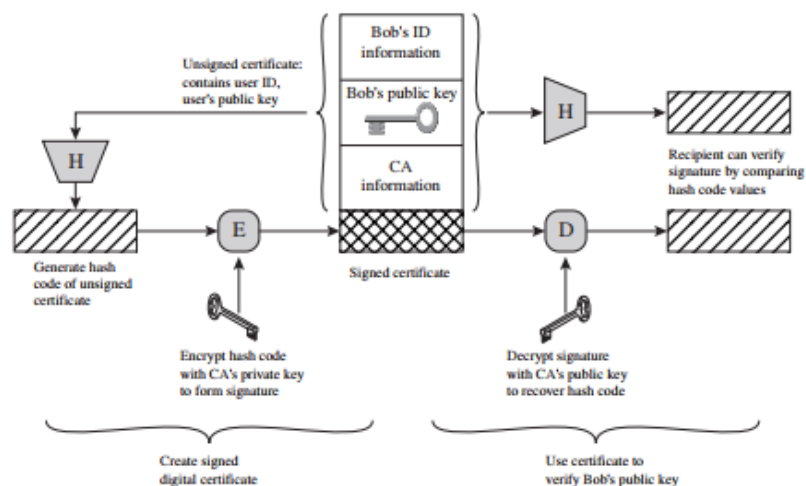 Bob's ID
information
Unsigned certificate:
contains user ID,
user's public key
Bob's public key
H
H
CA
information
Recipient can verify
signature by comparing
hash code values
E
D
Generate hash
code of unsigned
certificate
Signed certificate
Encrypt hash code
with CA's private key
to form signature
Decrypt signature
with CA's public key
to recover hash code
Create signed
digital certificate
Use certificate to
verify Bob's public key